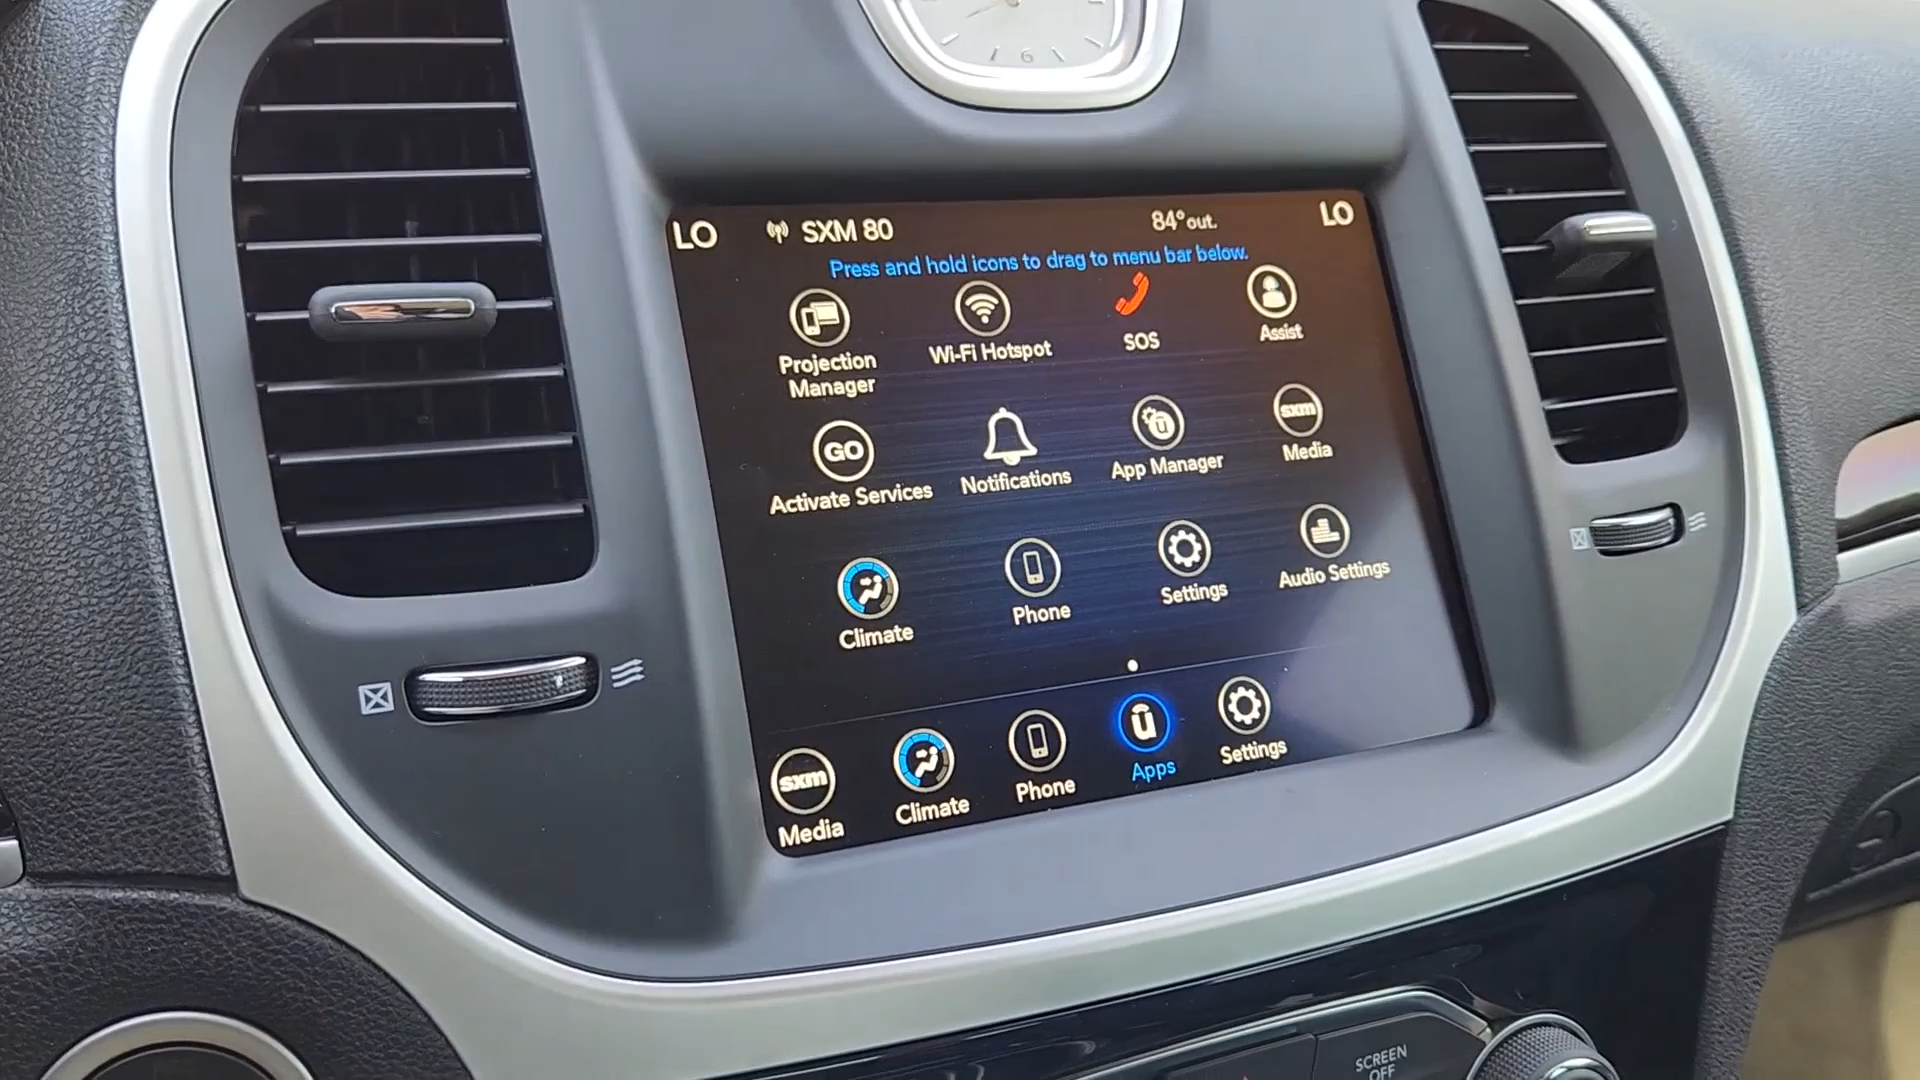 6
LO SXM 80 84° out. LO
Press and hold icons to drag to menu bar below.
Projection Manager
Wi-Fi Hotspot
SOS
Assist
GO
Activate Services
Notifications
u
App Manager
sxm
Media
Climate
Phone
Settings
Audio Settings
sxm
Media
Climate
Phone
u
Apps
Settings
SCREEN
OFF